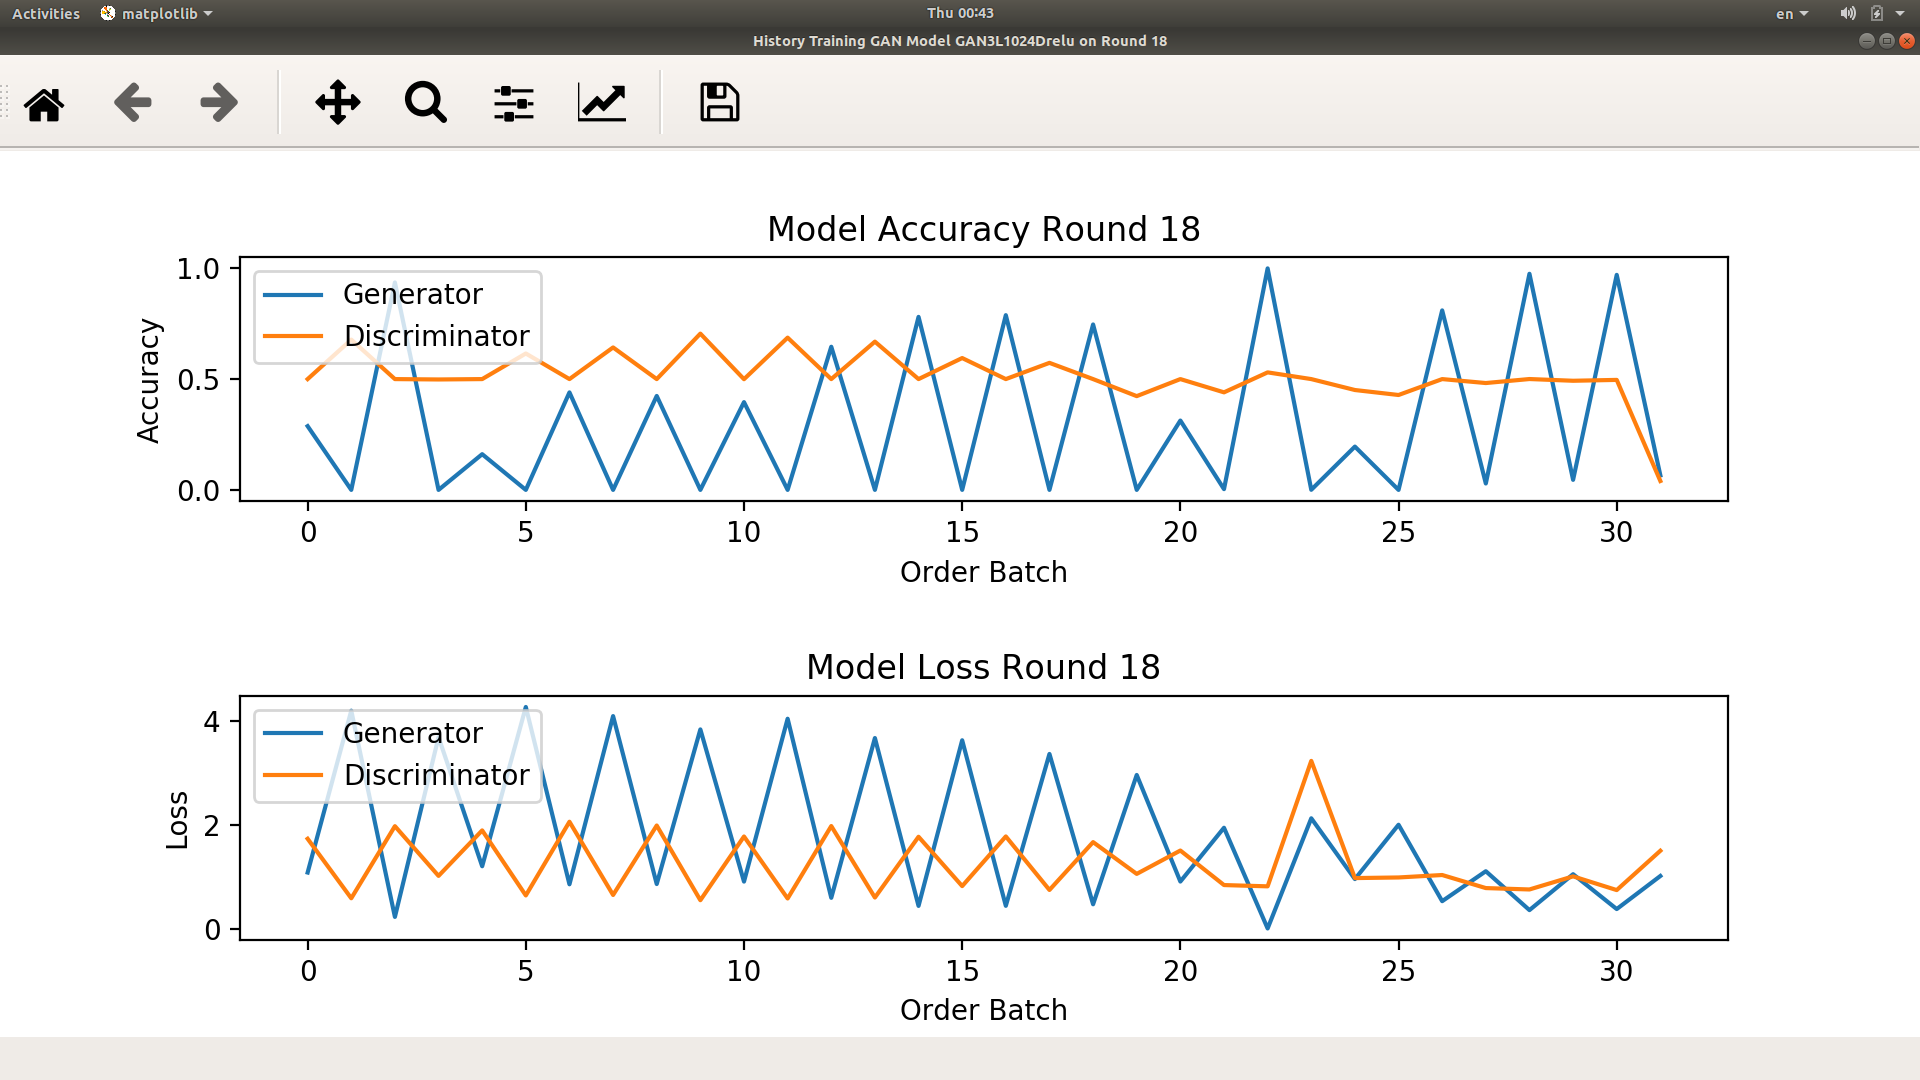 Activities matplotlib Thu 00:43 en
History Training GAN Model GAN3L1024Drelu on Round 18
Model Accuracy Round 18
1.0
0.5
0.0
Accuracy
Generator
Discriminator
0 5 10 15 20 25 30
Order Batch
Model Loss Round 18
4
2
0
Loss
Generator
Discriminator
0 5 10 15 20 25 30
Order Batch